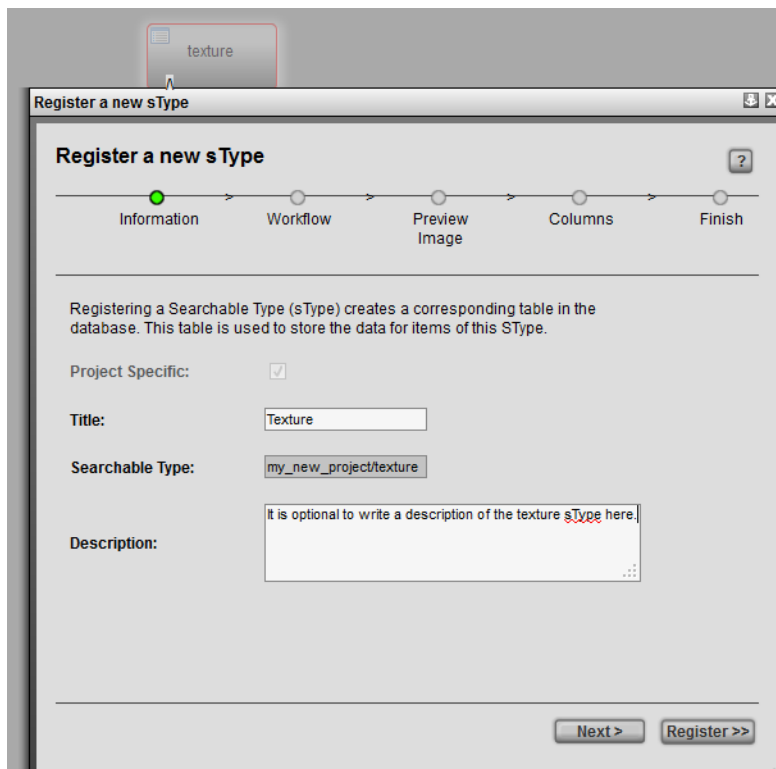 texture
Register a new sType
Register a new sType
?
> > > >
Information Workflow Preview Columns Finish
Image
Registering a Searchable Type (sType) creates a corresponding table in the
database. This table is used to store the data for items of this SType.
Project Specific:
Title: Texture
Searchable Type: my_new_project/texture
It is optional to write a description of the texture sType here.
Description:
Next > Register >>